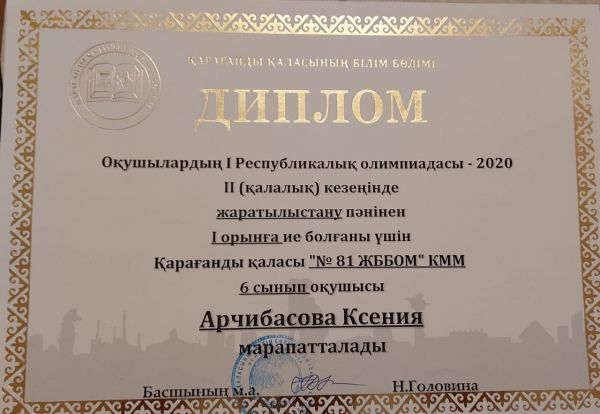 ҚАРАҒАНДЫ ҚАЛАСЫНЫҢ БІЛІМ БӨЛІМІ
ДИПЛОМ
Оқушылардың І Республикалық олимпиадасы - 2020
ІІ (қалалық) кезеңінде
жаратылыстану пәнінен
І орынға ие болғаны үшін
Қарағанды қаласы "№ 81 ЖББОМ" КММ
6 сынып оқушысы
Арчибасова Ксения
марапатталады
Басшының м.а. Н.Головина